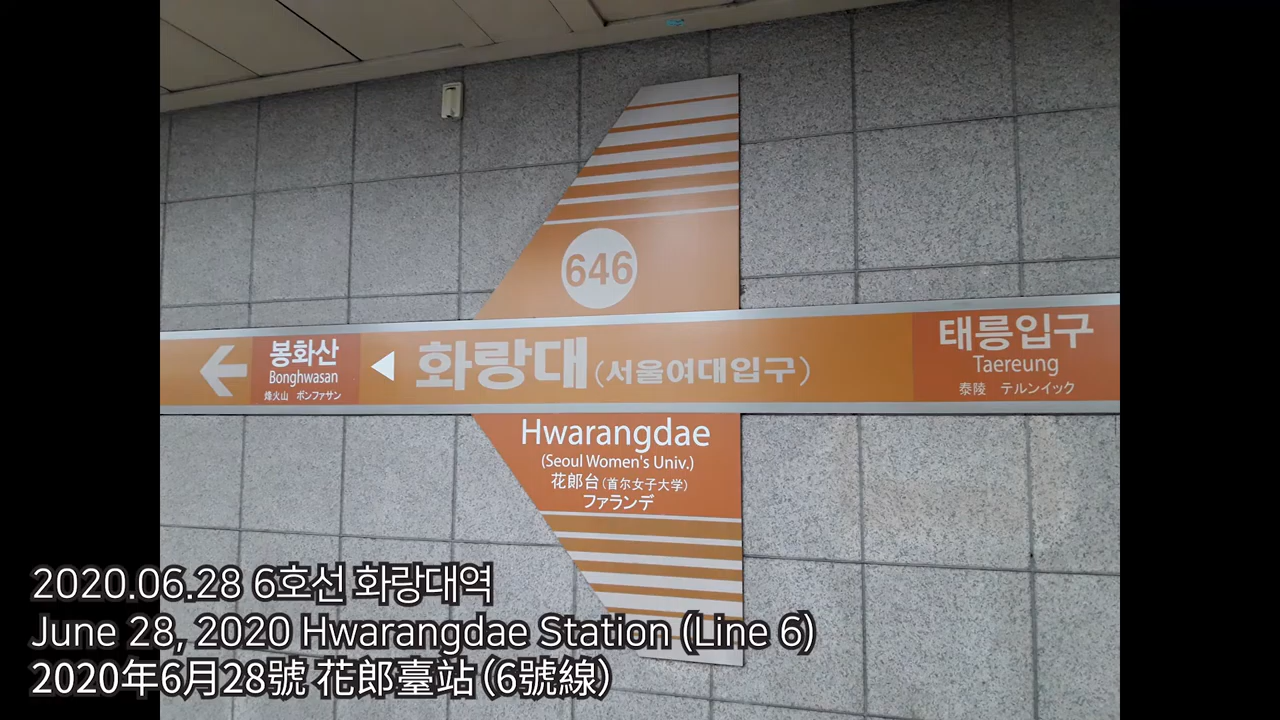 646
봉화산
Bonghwasan
烽火山 ボンファサン
화랑대(서울여대입구)
태릉입구
Taereung
泰陵 テルンイック
Hwarangdae
(Seoul Women's Univ.)
花郎台(首尔女子大学)
ファランデ
2020.06.28 6호선 화랑대역
June 28, 2020 Hwarangdae Station (Line 6)
2020年6月28號 花郎臺站 (6號線)